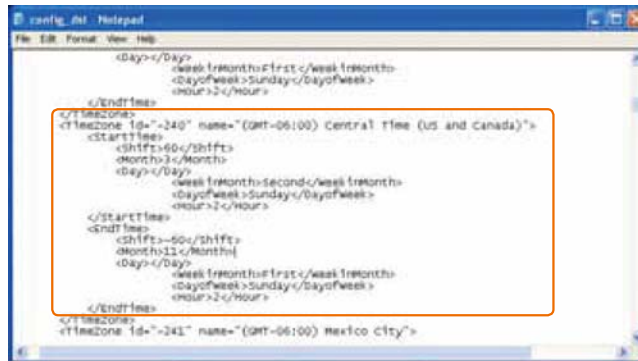 config_dst - Notepad
File Edit Format View Help
<Day></Day>
<WeekinMonth>First</WeekinMonth>
<DayofWeek>Sunday</DayofWeek>
<Hour>2</Hour>
</EndTime>
</TimeZone>
<TimeZone id="-240" name="(GMT-06:00) Central Time (US and Canada)">
<StartTime>
<Shift>60</Shift>
<Month>3</Month>
<Day></Day>
<WeekinMonth>Second</WeekinMonth>
<DayofWeek>Sunday</DayofWeek>
<Hour>2</Hour>
</StartTime>
<EndTime>
<Shift>-60</Shift>
<Month>11</Month>
<Day></Day>
<WeekinMonth>First</WeekinMonth>
<DayofWeek>Sunday</DayofWeek>
<Hour>2</Hour>
</EndTime>
</TimeZone>
<TimeZone id="-241" name="(GMT-06:00) Mexico City">